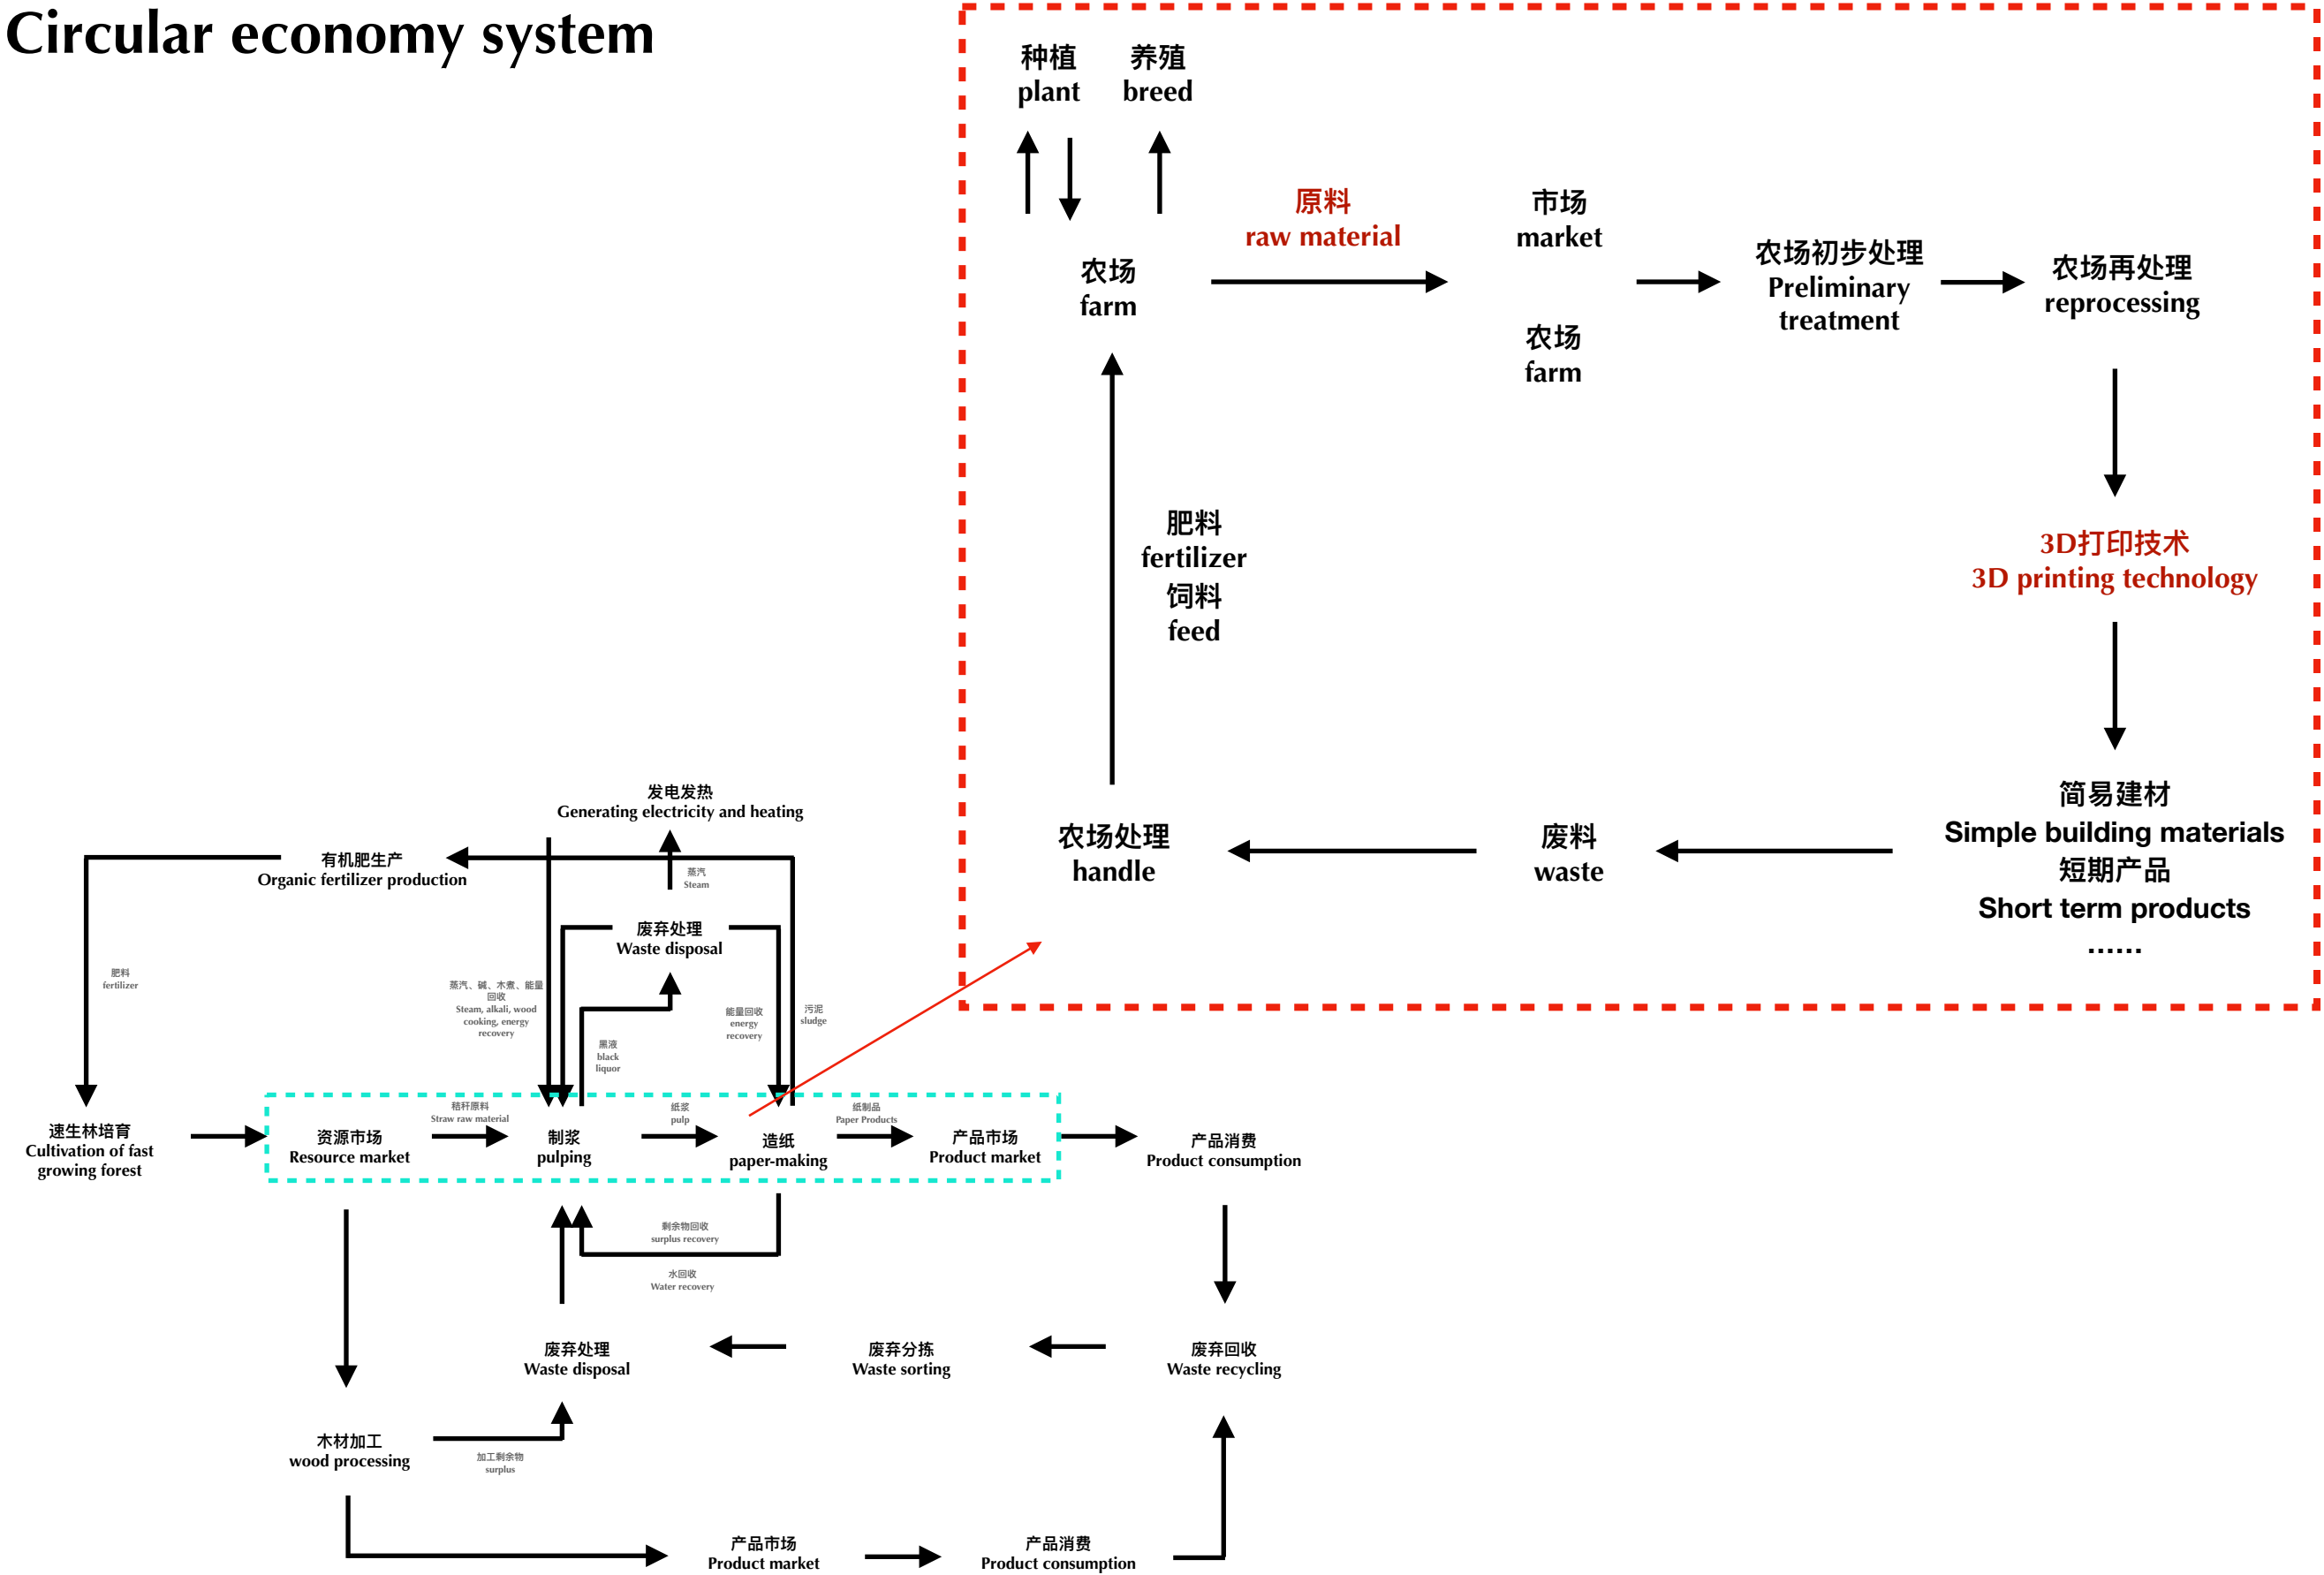 Circular economy system
种植
plant
养殖
breed
原料
raw material
市场
market
农场
farm
农场
farm
农场初步处理
Preliminary
treatment
农场再处理
reprocessing
3D打印技术
3D printing technology
肥料
fertilizer
饲料
feed
简易建材
Simple building materials
短期产品
Short term products
......
废料
waste
农场处理
handle
发电发热
Generating electricity and heating
有机肥生产
Organic fertilizer production
蒸汽
Steam
废弃处理
Waste disposal
肥料
fertilizer
蒸汽、碱、木煮、能量
回收
Steam, alkali, wood
cooking, energy
recovery
黑液
black
liquor
能量回收
energy
recovery
污泥
sludge
速生林培育
Cultivation of fast
growing forest
资源市场
Resource market
秸秆原料
Straw raw material
制浆
pulping
纸浆
pulp
造纸
paper-making
纸制品
Paper Products
产品市场
Product market
产品消费
Product consumption
剩余物回收
surplus recovery
水回收
Water recovery
废弃处理
Waste disposal
废弃分拣
Waste sorting
废弃回收
Waste recycling
木材加工
wood processing
加工剩余物
surplus
产品市场
Product market
产品消费
Product consumption